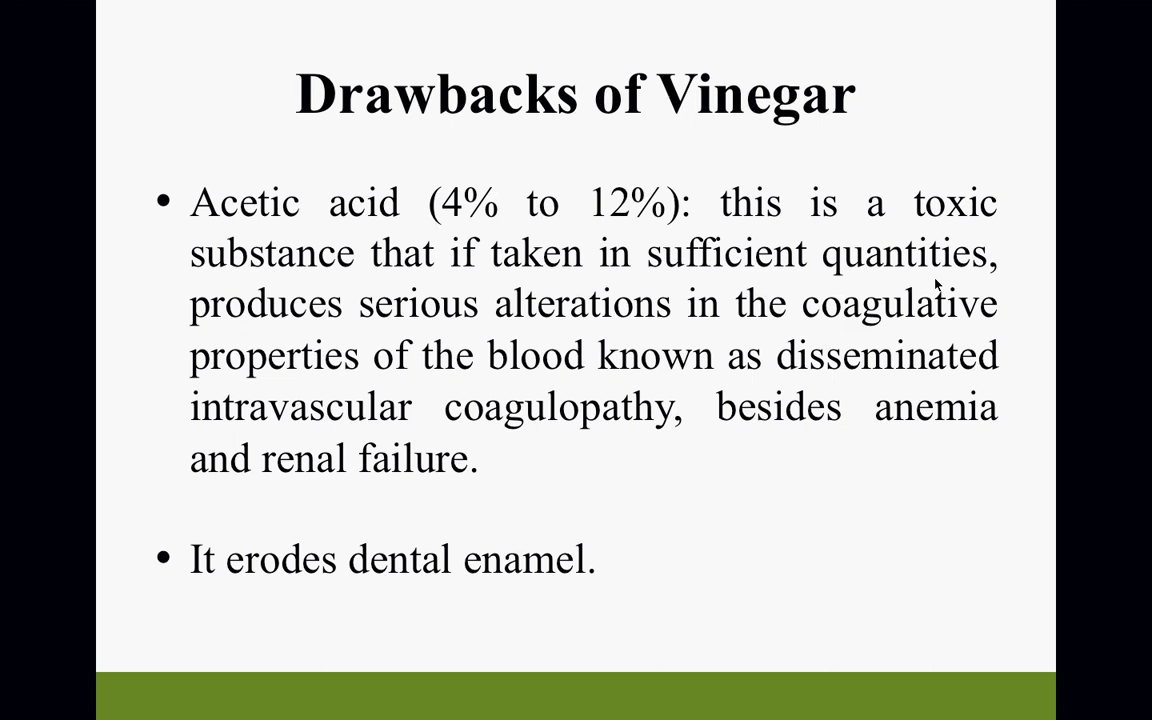 Drawbacks of Vinegar
• Acetic acid (4% to 12%): this is a toxic
substance that if taken in sufficient quantities,
produces serious alterations in the coagulative
properties of the blood known as disseminated
intravascular coagulopathy, besides anemia
and renal failure.
• It erodes dental enamel.